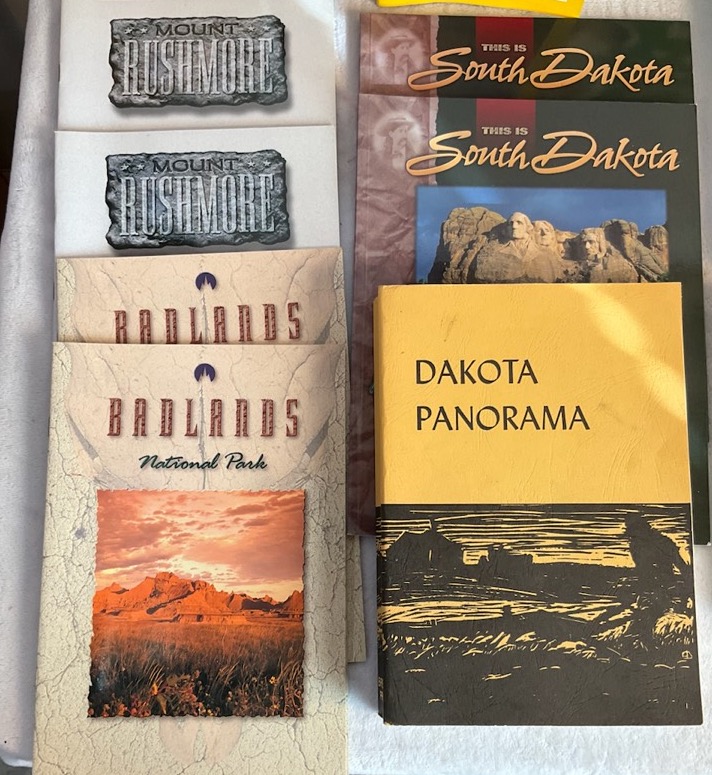 MOUNT
RUSHMORE
MOUNT
RUSHMORE
BADLANDS
BADLANDS
National Park
THIS IS
South Dakota
THIS IS
South Dakota
DAKOTA
PANORAMA